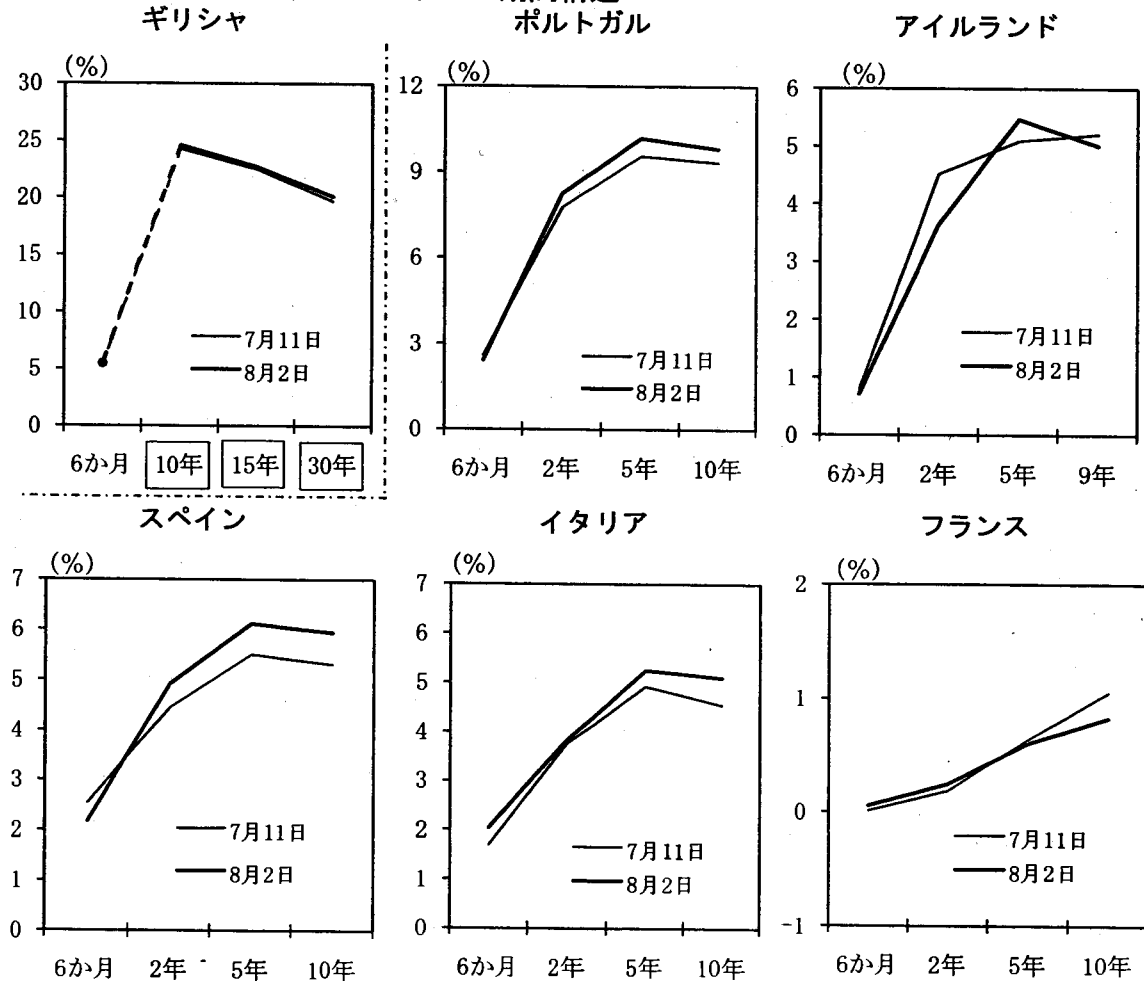 ギリシャ
(%)
30
25
20
15
10
5
0
7月11日
8月2日
6か月 10年 15年 30年
ポルトガル
(%)
12
9
6
3
0
7月11日
8月2日
6か月 2年 5年 10年
アイルランド
(%)
6
5
4
3
2
1
0
7月11日
8月2日
6か月 2年 5年 9年
スペイン
(%)
7
6
5
4
3
2
1
0
7月11日
8月2日
6か月 2年 5年 10年
イタリア
(%)
7
6
5
4
3
2
1
0
7月11日
8月2日
6か月 2年 5年 10年
フランス
(%)
2
1
0
-1
7月11日
8月2日
6か月 2年 5年 10年